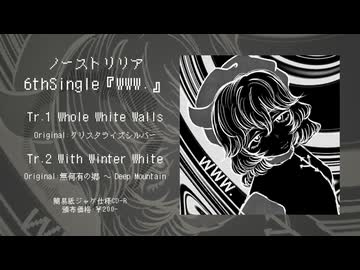 ノーストリリア
6thSingle『WWW.』
Tr.1 Whole White Walls
Original:クリスタライズシルバー
Tr.2 With Winter White
Original:無何有の郷 ～ Deep Mountain
簡易紙ジャケ仕様CD-R
頒布価格:¥200-
WWW.